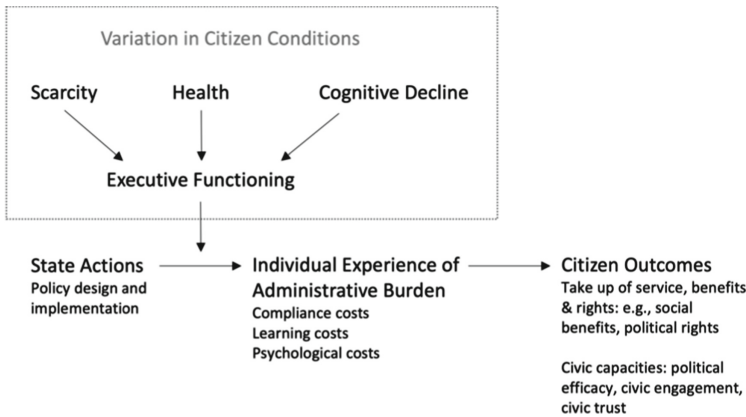 Variation in Citizen Conditions
Scarcity
Health
Cognitive Decline
Executive Functioning
State Actions
Policy design and
implementation
Individual Experience of
Administrative Burden
Compliance costs
Learning costs
Psychological costs
Citizen Outcomes
Take up of service, benefits
& rights: e.g., social
benefits, political rights
Civic capacities: political
efficacy, civic engagement,
civic trust